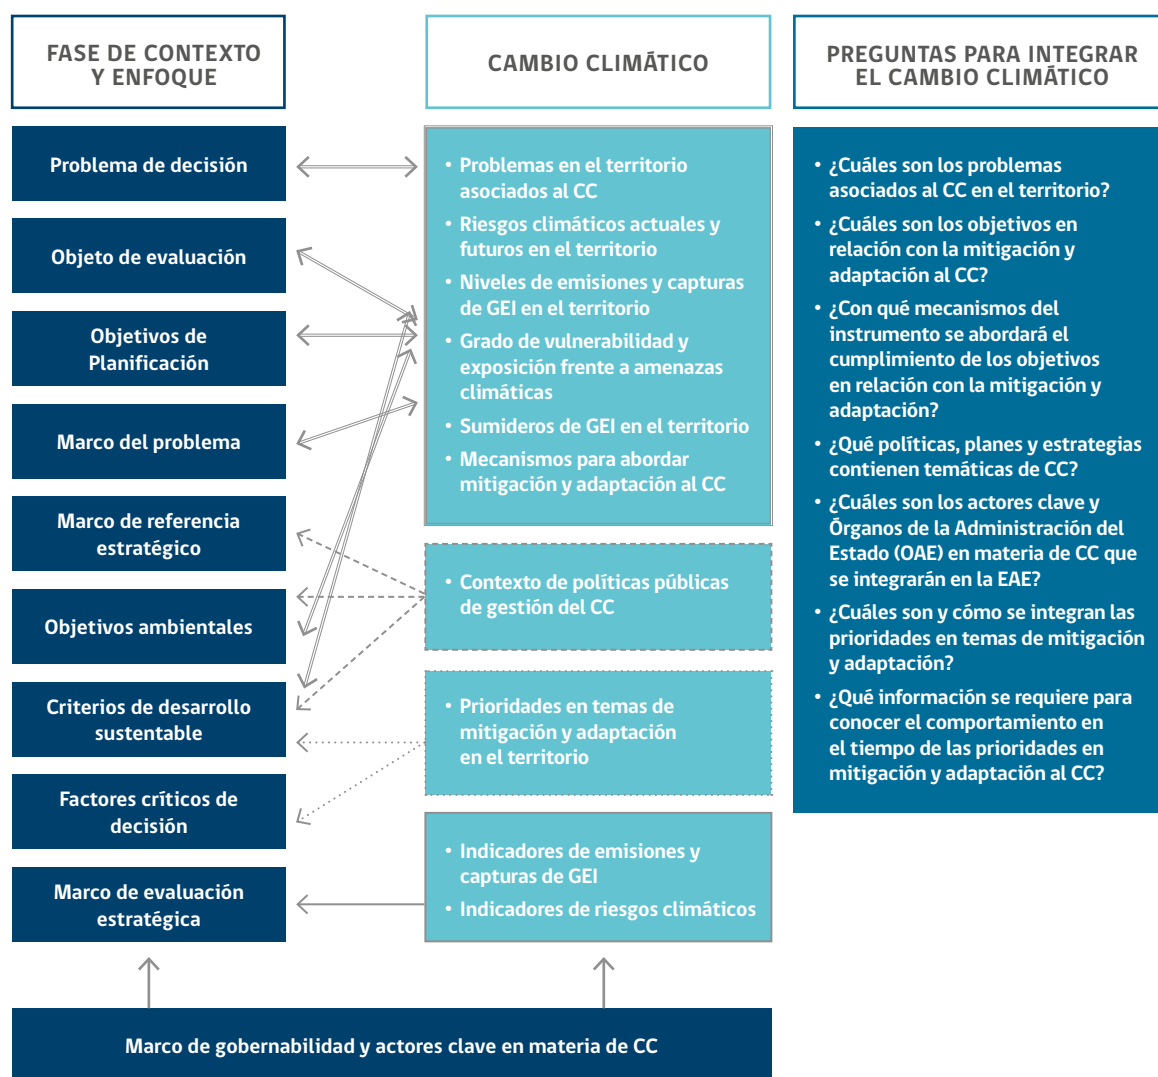 FASE DE CONTEXTO
Y ENFOQUE
Problema de decisión
Objeto de evaluación
Objetivos de
Planificación
Marco del problema
Marco de referencia
estratégico
Objetivos ambientales
Criterios de desarrollo
sustentable
Factores críticos de
decisión
Marco de evaluación
estratégica
CAMBIO CLIMÁTICO
• Problemas en el territorio
asociados al CC
• Riesgos climáticos actuales y
futuros en el territorio
• Niveles de emisiones y capturas
de GEI en el territorio
• Grado de vulnerabilidad y
exposición frente a amenazas
climáticas
• Sumideros de GEI en el territorio
• Mecanismos para abordar
mitigación y adaptación al CC
• Contexto de políticas públicas
de gestión del CC
• Prioridades en temas de
mitigación y adaptación
en el territorio
• Indicadores de emisiones y
capturas de GEI
• Indicadores de riesgos climáticos
PREGUNTAS PARA INTEGRAR
EL CAMBIO CLIMÁTICO
• ¿Cuáles son los problemas
asociados al CC en el territorio?
• ¿Cuáles son los objetivos en
relación con la mitigación y
adaptación al CC?
• ¿Con qué mecanismos del
instrumento se abordará el
cumplimiento de los objetivos
en relación con la mitigación y
adaptación?
• ¿Qué políticas, planes y estrategias
contienen temáticas de CC?
• ¿Cuáles son los actores clave y
Órganos de la Administración del
Estado (OAE) en materia de CC que
se integrarán en la EAE?
• ¿Cuáles son y cómo se integran las
prioridades en temas de mitigación
y adaptación?
• ¿Qué información se requiere para
conocer el comportamiento en
el tiempo de las prioridades en
mitigación y adaptación al CC?
Marco de gobernabilidad y actores clave en materia de CC